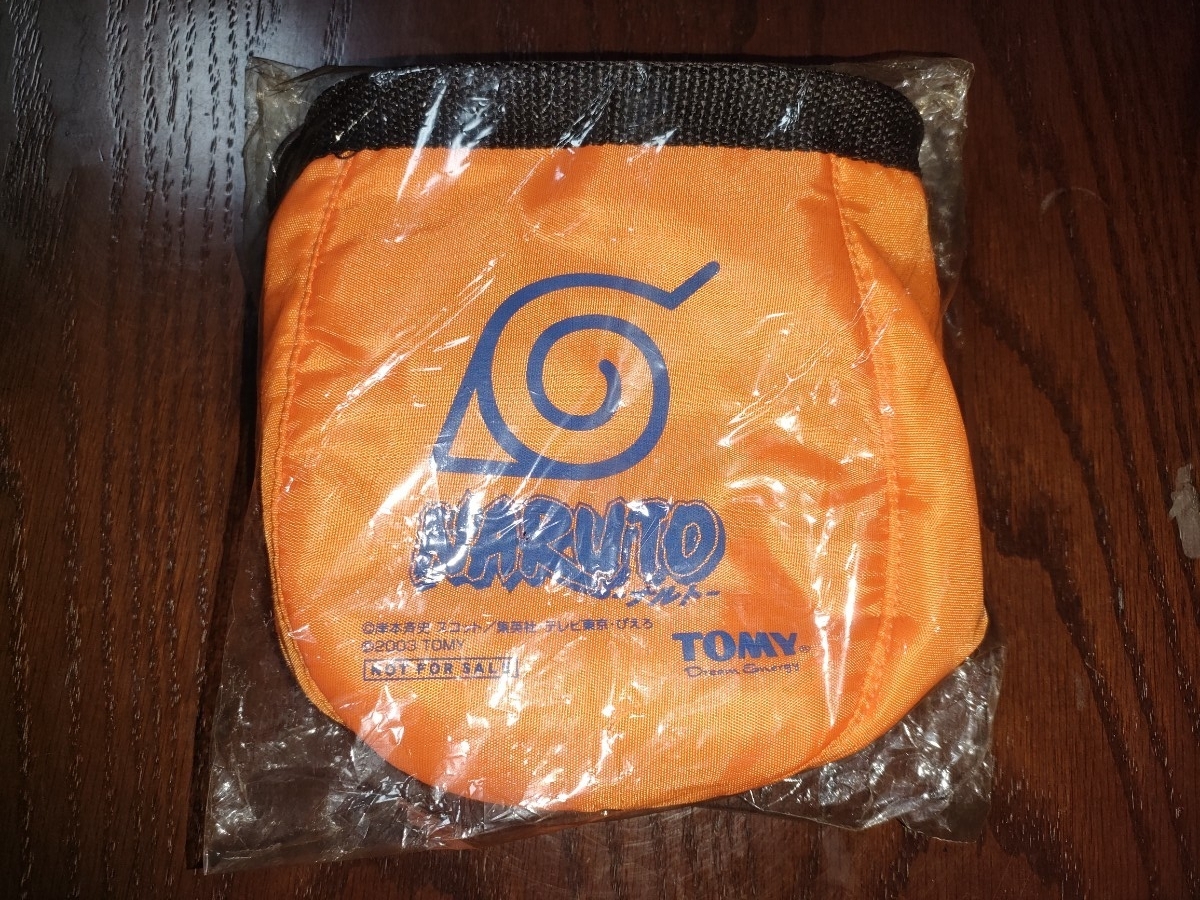 NARUTO
ナルト
©岸本斉史 スコット/集英社・テレビ東京・ぴえろ
©2003 TOMY
NOT FOR SALE
TOMY®
Dream Energy